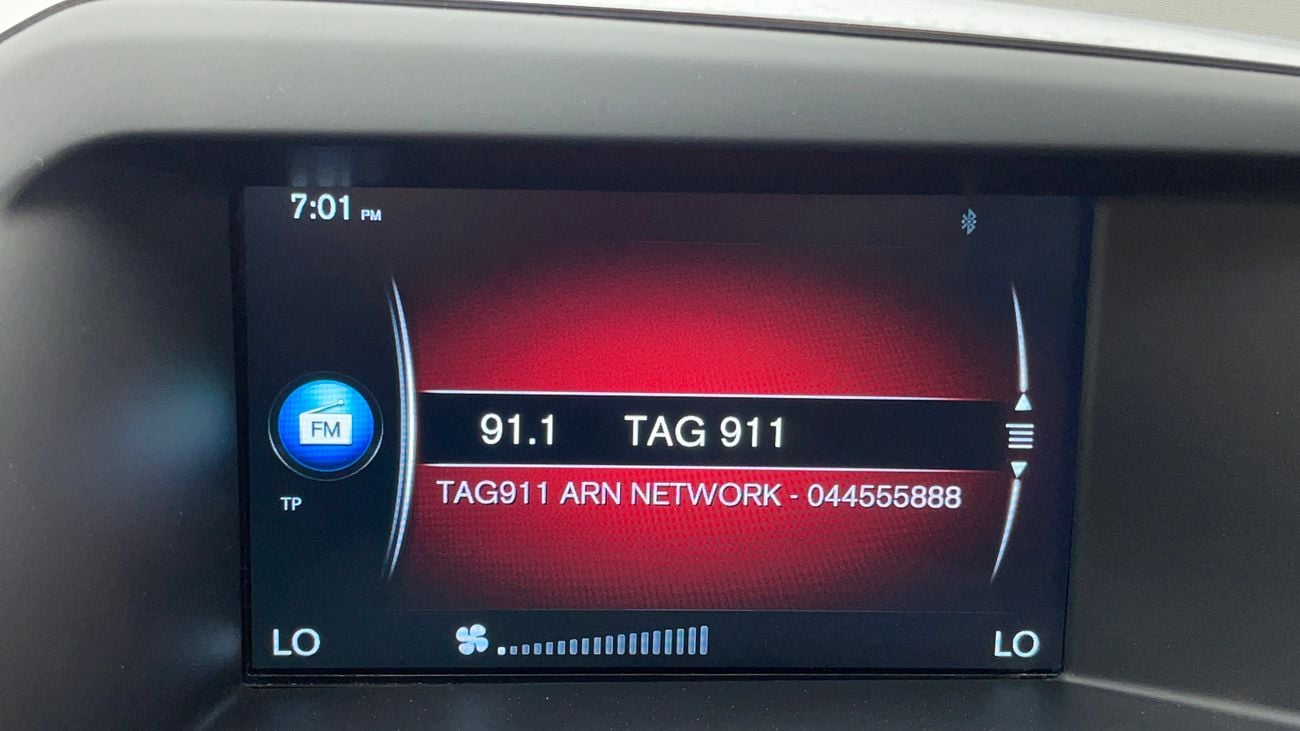 7:01 PM
FM
91.1 TAG 911
TP
TAG911 ARN NETWORK - 044555888
LO LO